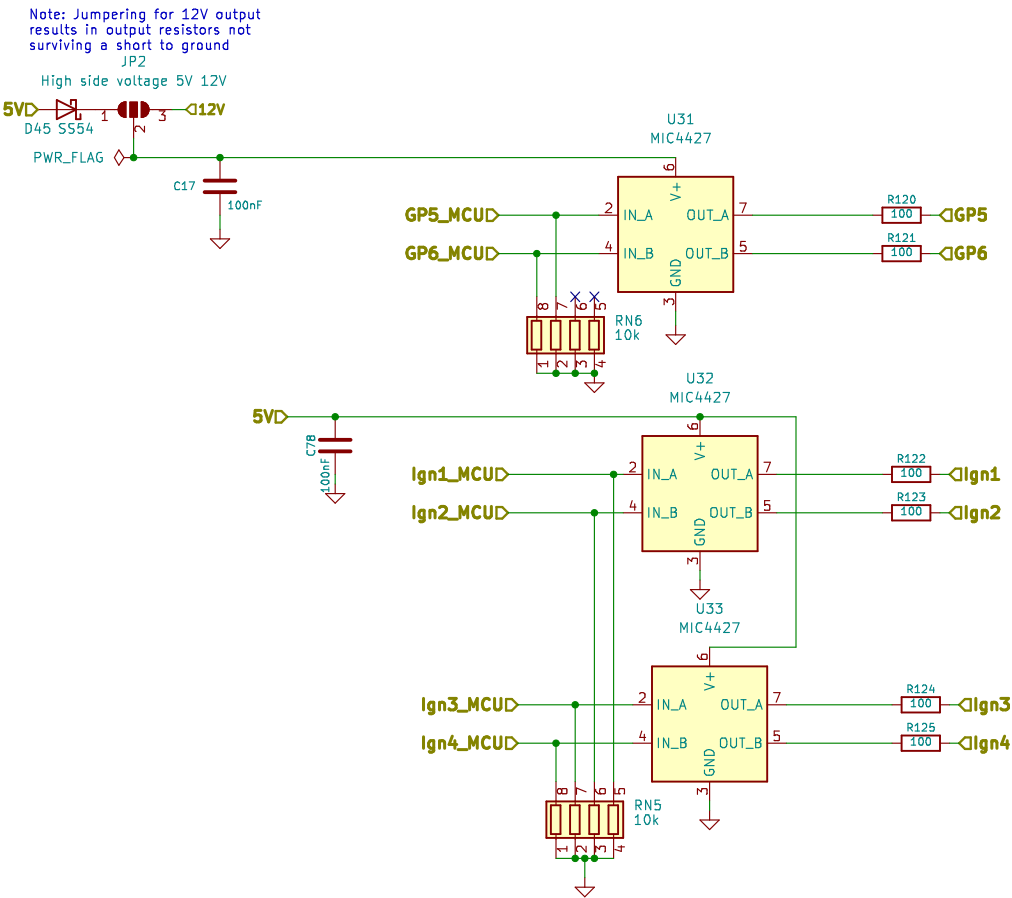 Note: Jumpering for 12V output
results in output resistors not
surviving a short to ground
JP2
High side voltage 5V 12V
5V
1
3
12V
2
D45 SS54
PWR_FLAG
C17
100nF
U31
MIC4427
6
V+
GP5_MCU
2
IN_A
OUT_A
7
R120
100
GP5
GP6_MCU
4
IN_B
OUT_B
5
R121
100
GP6
GND
3
8
7
6
5
RN6
10k
1
2
3
4
U32
MIC4427
5V
6
V+
C78
100nF
Ign1_MCU
2
IN_A
OUT_A
7
R122
100
Ign1
Ign2_MCU
4
IN_B
OUT_B
5
R123
100
Ign2
GND
3
U33
MIC4427
6
V+
Ign3_MCU
2
IN_A
OUT_A
7
R124
100
Ign3
Ign4_MCU
4
IN_B
OUT_B
5
R125
100
Ign4
GND
3
8
7
6
5
RN5
10k
1
2
3
4